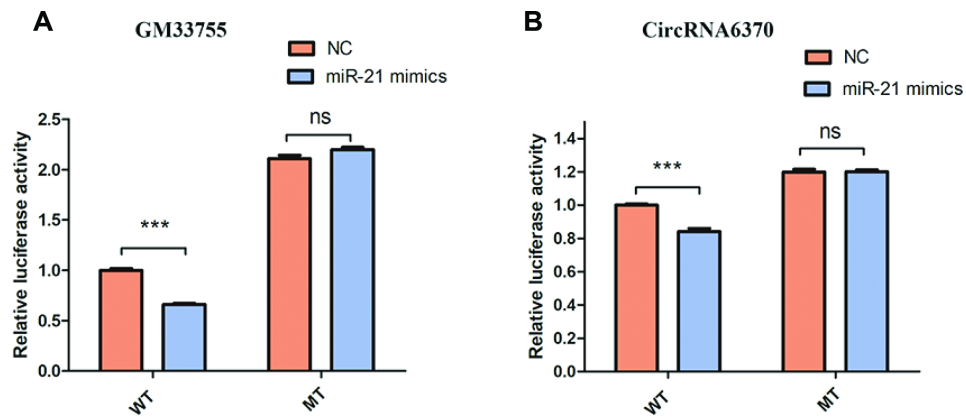 A
GM33755
NC
miR-21 mimics
Relative luciferase activity
2.5
2.0
1.5
1.0
0.5
0.0
***
ns
WT
MT
B
CircRNA6370
NC
miR-21 mimics
Relative luciferase activity
1.4
1.2
1.0
0.8
0.6
0.4
0.2
0.0
***
ns
WT
MT